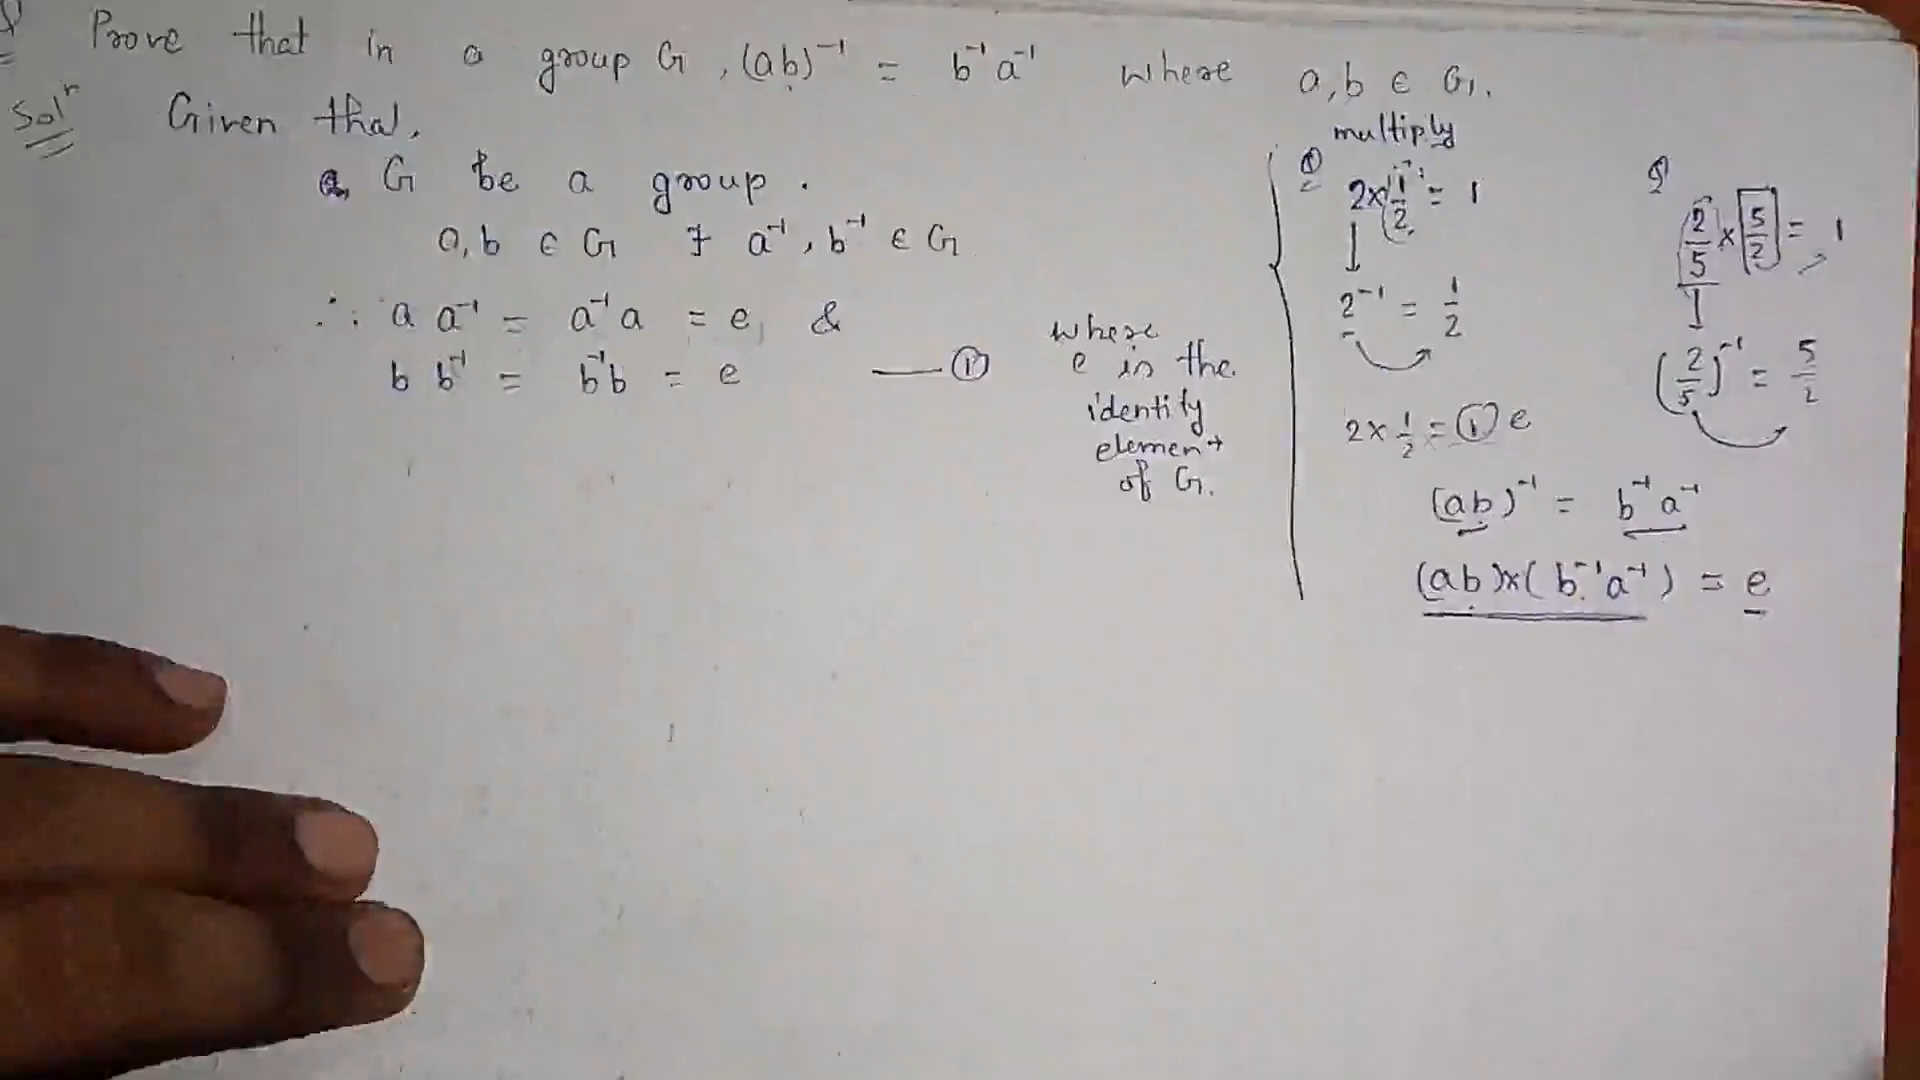 Q Prove that in a group G, (ab)⁻¹ = b⁻¹a⁻¹ where a, b ∈ G.
Solⁿ Given that,
G be a group.
a, b ∈ G ∃ a⁻¹, b⁻¹ ∈ G
∴ a a⁻¹ = a⁻¹a = e, &
b b⁻¹ = b⁻¹b = e —— ①
where
e is the
identity
element
of G.
multiply
① 2×1/2 = 1
↓
2⁻¹ = 1/2
2×1/2 = ① e
2/5 × 5/2 = 1
↓
(2/5)⁻¹ = 5/2
(ab)⁻¹ = b⁻¹a⁻¹
(ab)×(b⁻¹a⁻¹) = e